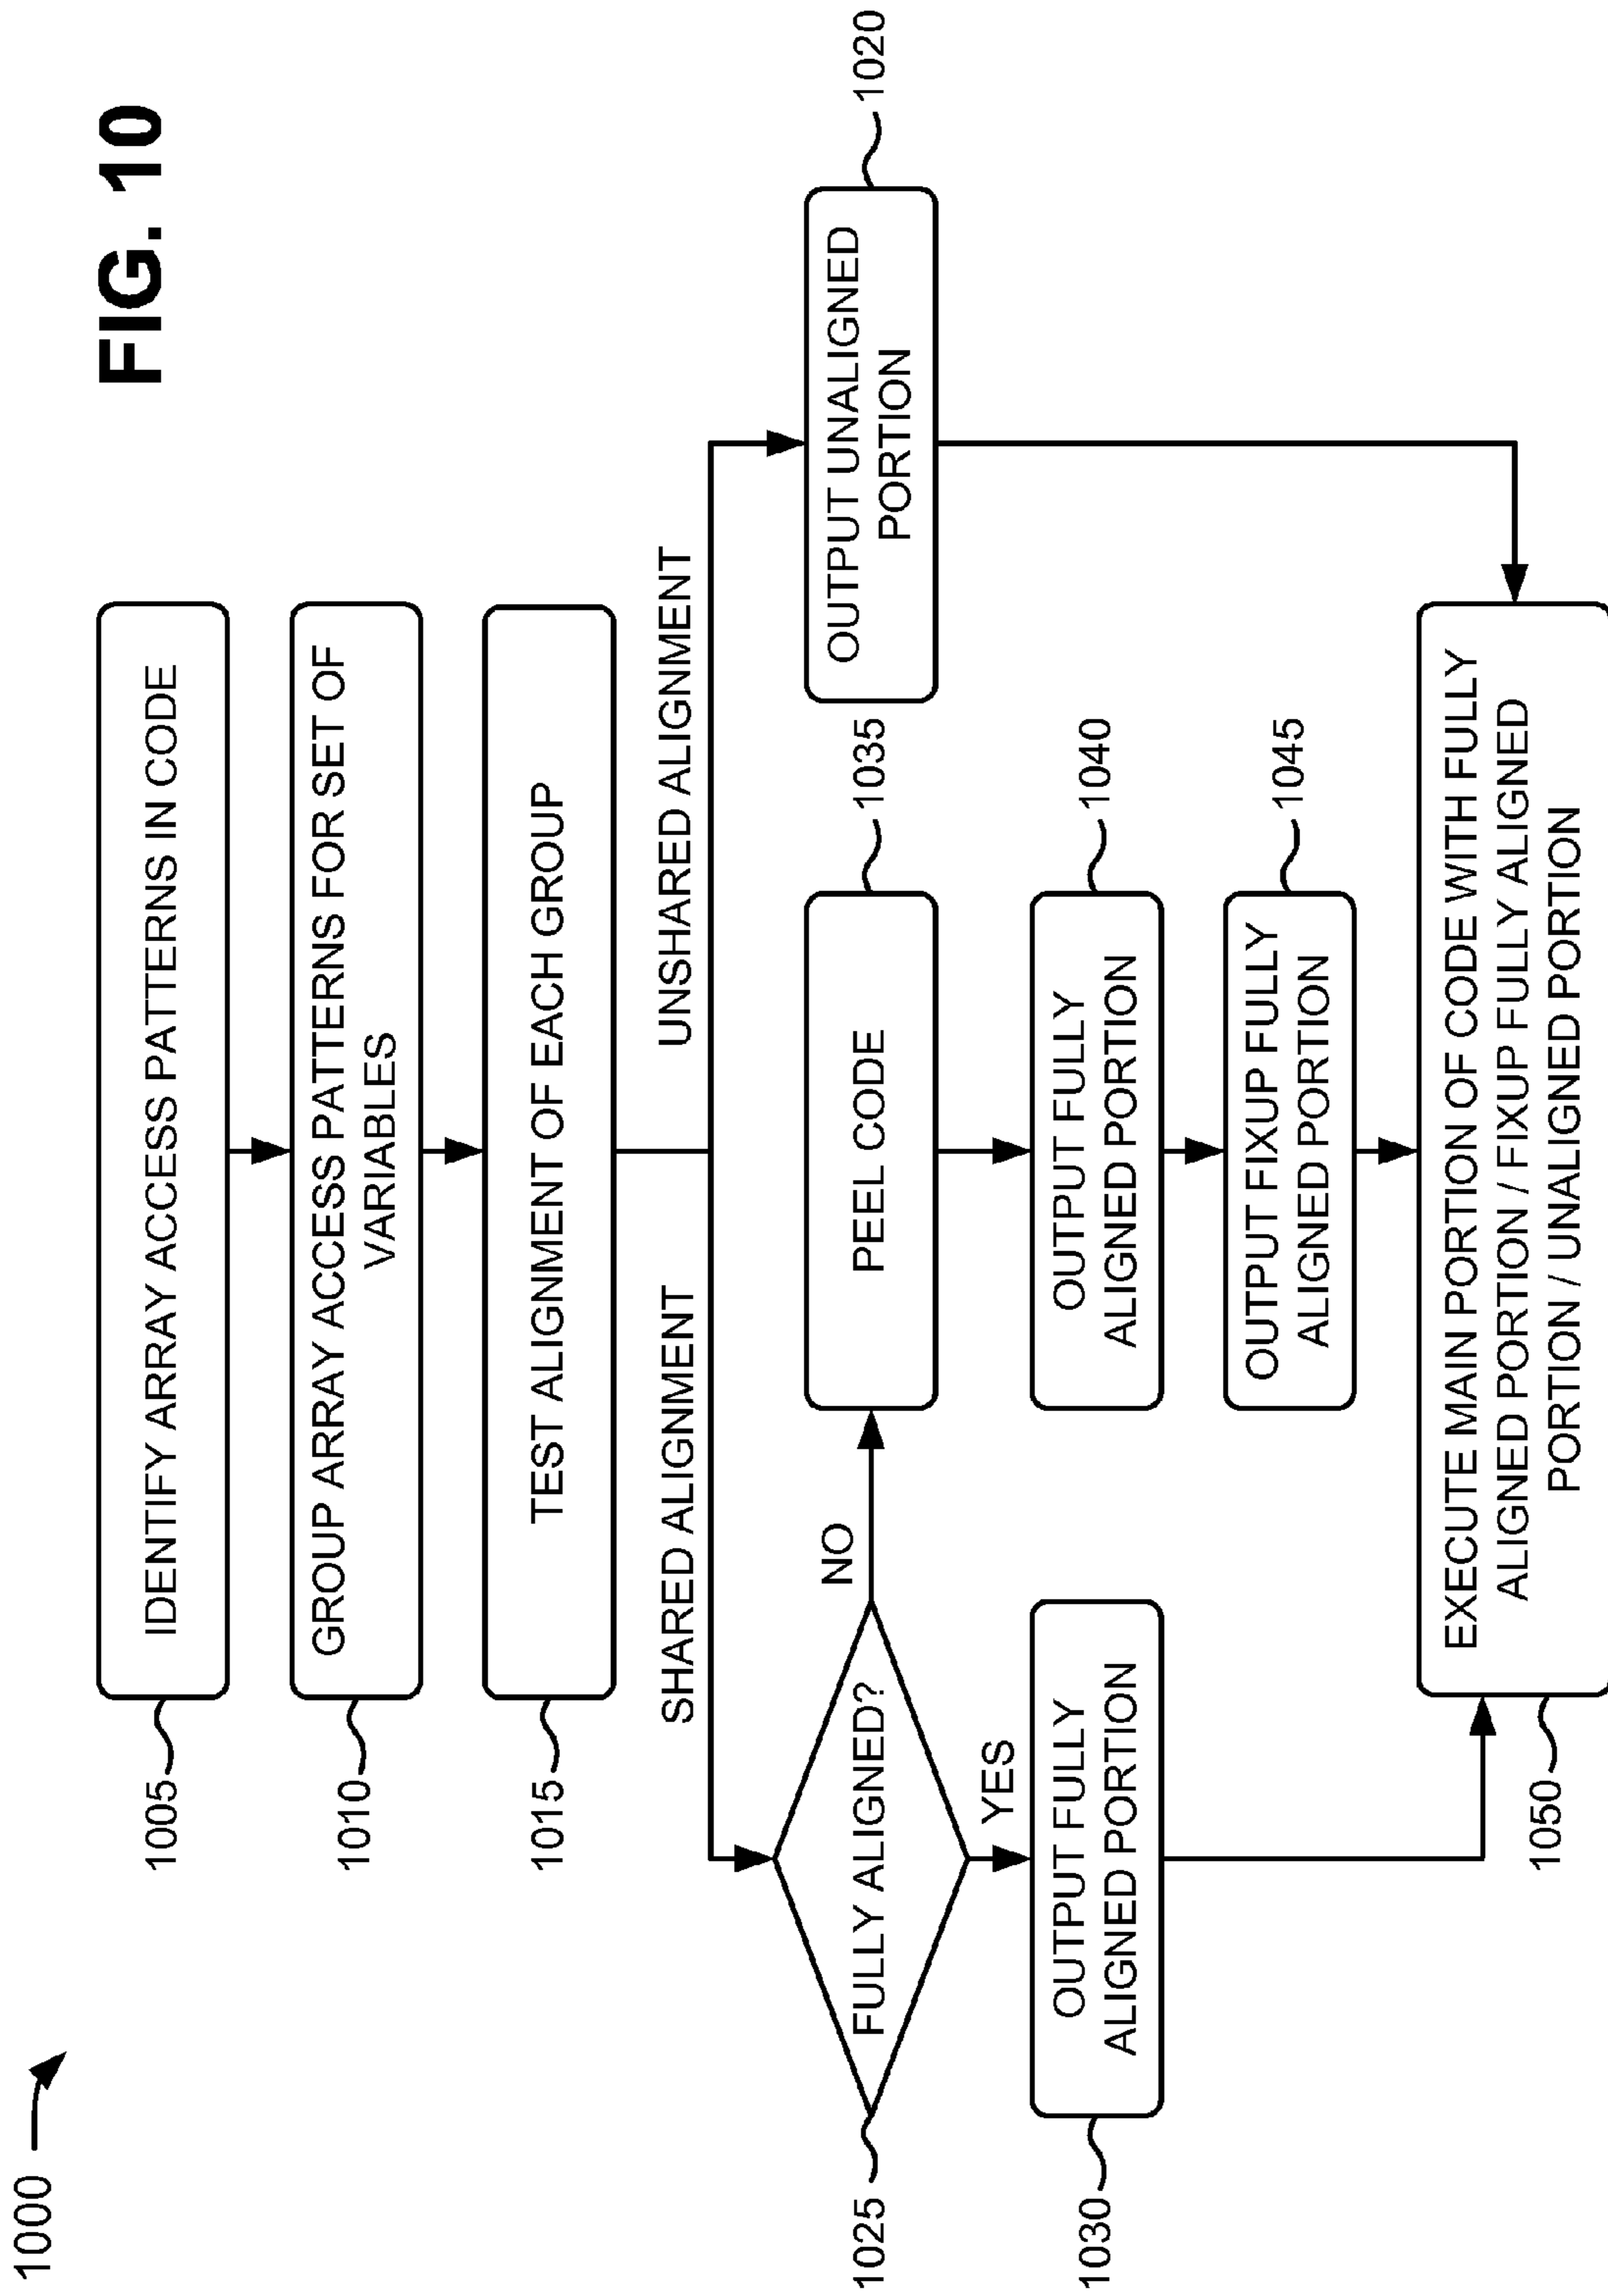 1000
FIG. 10
1005
IDENTIFY ARRAY ACCESS PATTERNS IN CODE
1010
GROUP ARRAY ACCESS PATTERNS FOR SET OF
VARIABLES
1015
TEST ALIGNMENT OF EACH GROUP
SHARED ALIGNMENT
UNSHARED ALIGNMENT
1025
FULLY ALIGNED?
NO
YES
PEEL CODE
1035
OUTPUT UNALIGNED
PORTION
1020
1030
OUTPUT FULLY
ALIGNED PORTION
OUTPUT FULLY
ALIGNED PORTION
1040
OUTPUT FIXUP FULLY
ALIGNED PORTION
1045
1050
EXECUTE MAIN PORTION OF CODE WITH FULLY
ALIGNED PORTION / FIXUP FULLY ALIGNED
PORTION / UNALIGNED PORTION